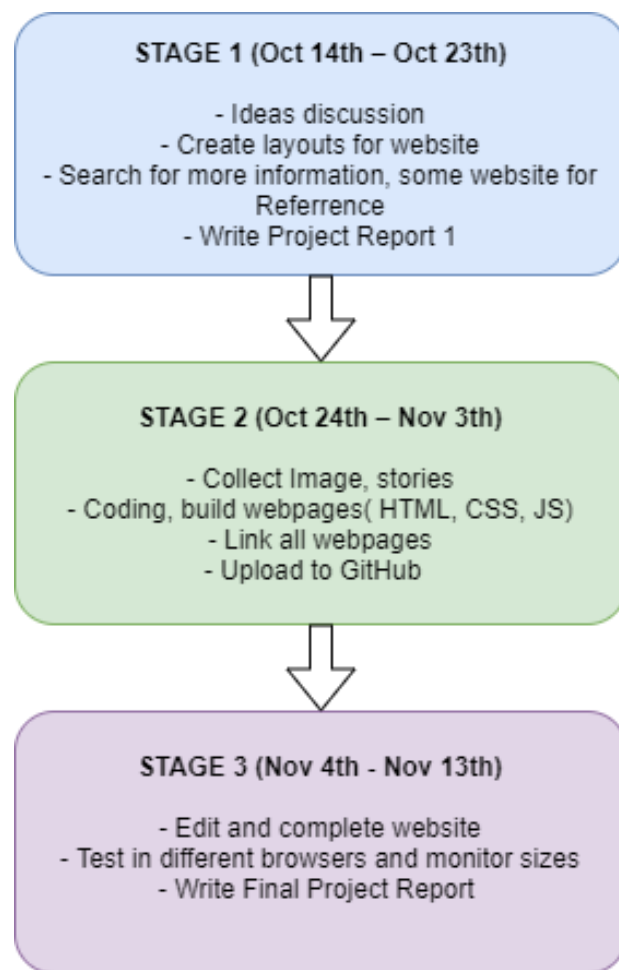 STAGE 1 (Oct 14th – Oct 23th)
- Ideas discussion
- Create layouts for website
- Search for more information, some website for
Referrence
- Write Project Report 1
STAGE 2 (Oct 24th – Nov 3th)
- Collect Image, stories
- Coding, build webpages( HTML, CSS, JS)
- Link all webpages
- Upload to GitHub
STAGE 3 (Nov 4th - Nov 13th)
- Edit and complete website
- Test in different browsers and monitor sizes
- Write Final Project Report